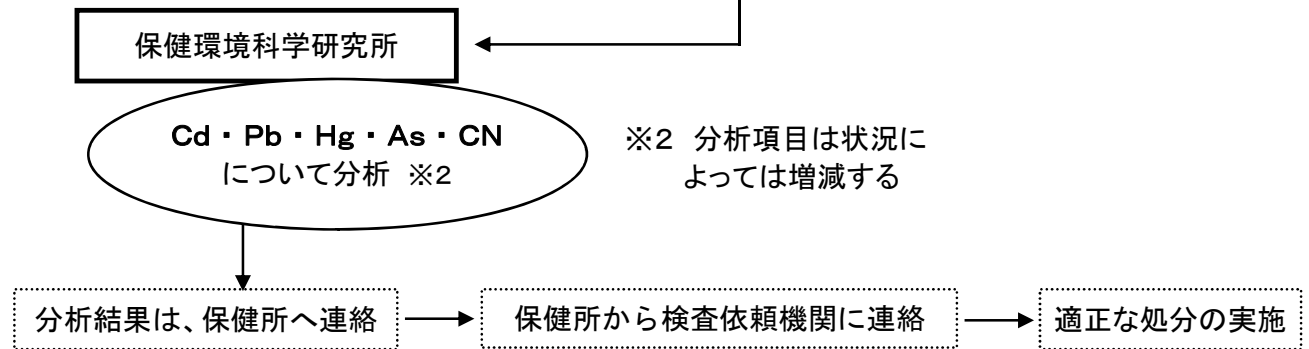 保健環境科学研究所
Cd・Pb・Hg・As・CN
について分析 ※2
※2 分析項目は状況に
よっては増減する
分析結果は、保健所へ連絡
保健所から検査依頼機関に連絡
適正な処分の実施